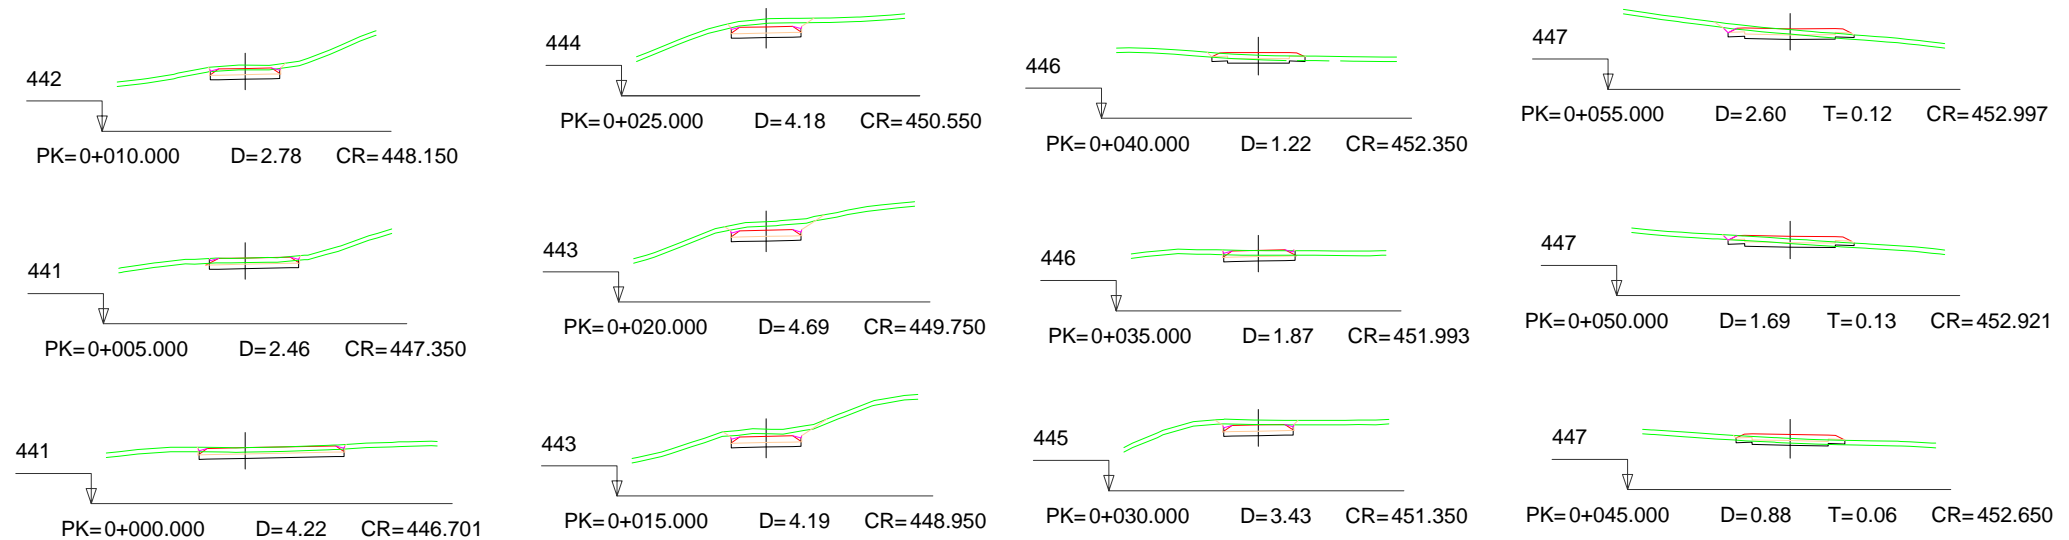 442
PK=0+010.000 D=2.78 CR=448.150
441
PK=0+005.000 D=2.46 CR=447.350
441
PK=0+000.000 D=4.22 CR=446.701
444
PK=0+025.000 D=4.18 CR=450.550
443
PK=0+020.000 D=4.69 CR=449.750
443
PK=0+015.000 D=4.19 CR=448.950
446
PK=0+040.000 D=1.22 CR=452.350
446
PK=0+035.000 D=1.87 CR=451.993
445
PK=0+030.000 D=3.43 CR=451.350
447
PK=0+055.000 D=2.60 T=0.12 CR=452.997
447
PK=0+050.000 D=1.69 T=0.13 CR=452.921
447
PK=0+045.000 D=0.88 T=0.06 CR=452.650